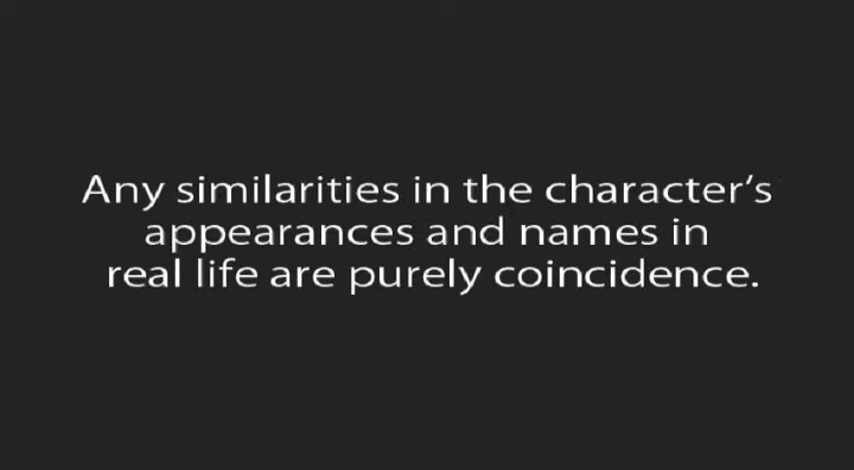 Any similarities in the character's
appearances and names in
real life are purely coincidence.